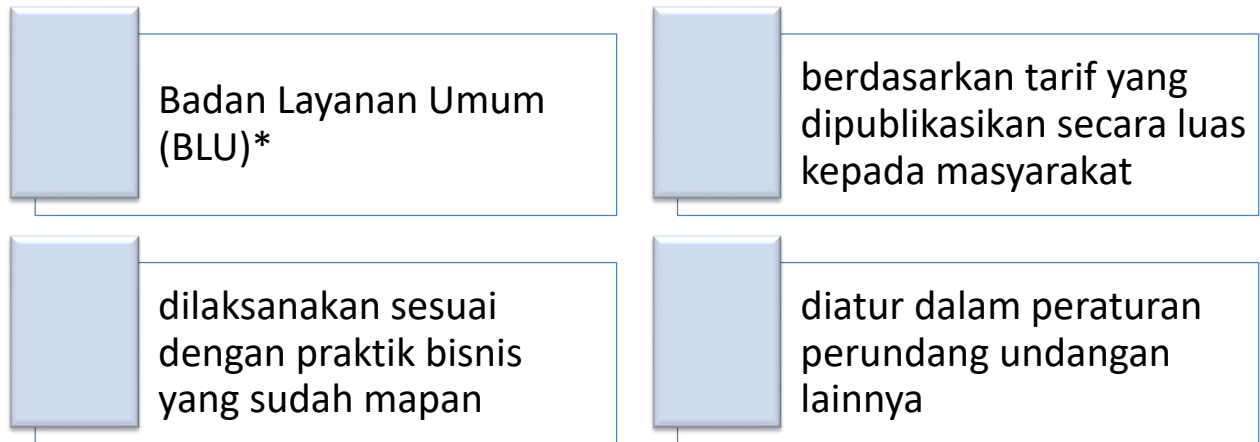 Badan Layanan Umum
(BLU)*
berdasarkan tarif yang
dipublikasikan secara luas
kepada masyarakat
dilaksanakan sesuai
dengan praktik bisnis
yang sudah mapan
diatur dalam peraturan
perundang undangan
lainnya